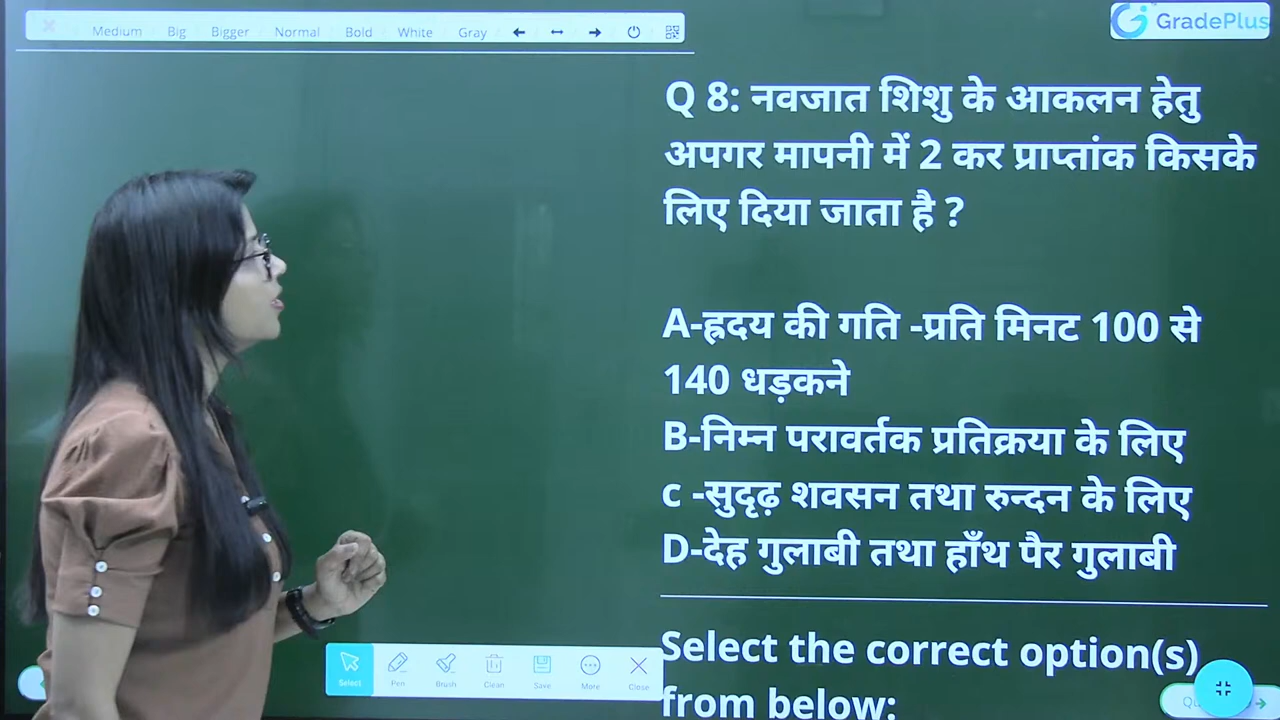 Medium Big Bigger Normal Bold White Gray
GradePlus
Q 8: नवजात शिशु के आकलन हेतु
अपगर मापनी में 2 कर प्राप्तांक किसके
लिए दिया जाता है ?
A-ह्रदय की गति -प्रति मिनट 100 से
140 धड़कने
B-निम्न परावर्तक प्रतिक्रया के लिए
c -सुदृढ़ शवसन तथा रुन्दन के लिए
D-देह गुलाबी तथा हाँथ पैर गुलाबी
Select the correct option(s)
from below:
Select Pen Brush Clean Save More Close